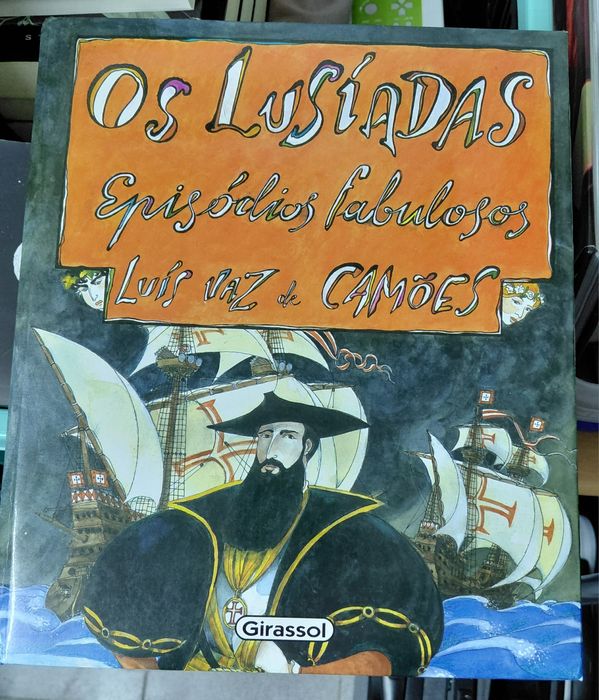 OS LUSÍADAS
Episódios fabulosos
LUÍS VAZ de CAMÕES
Girassol